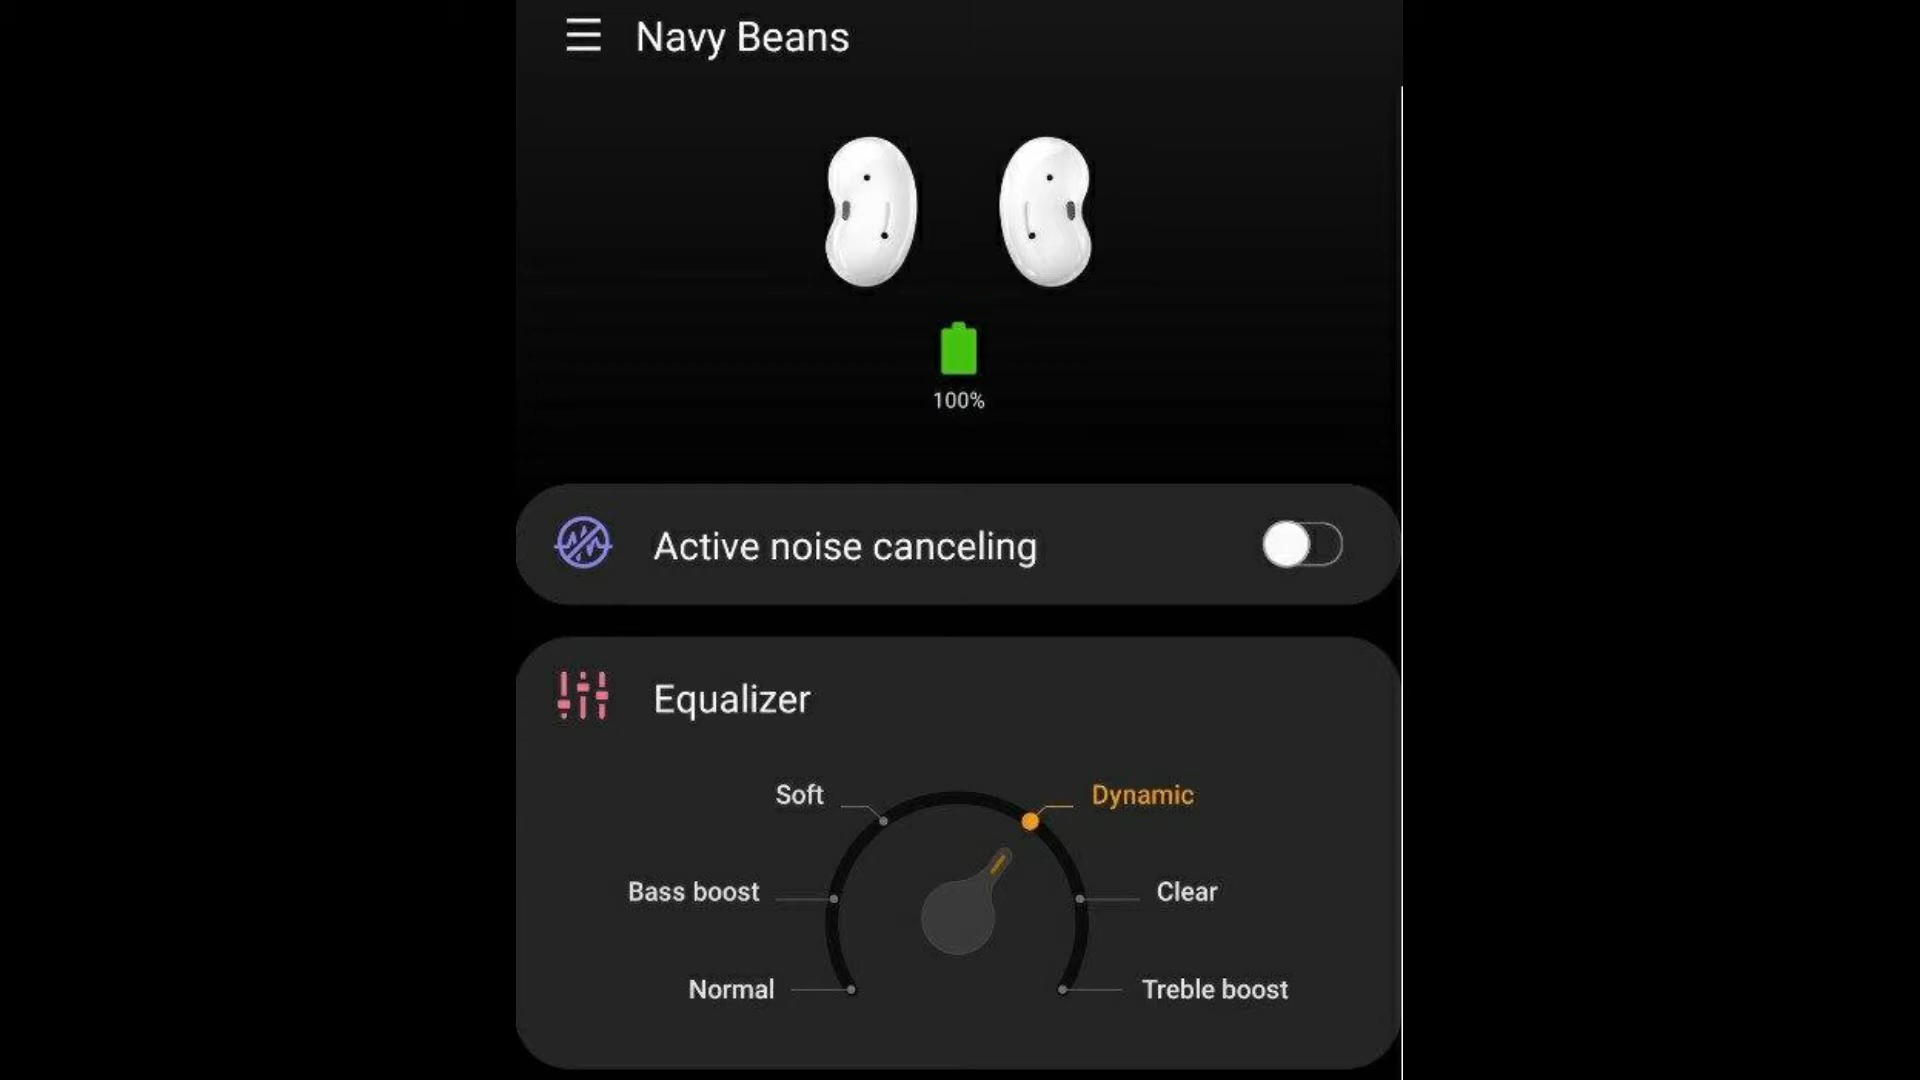 Navy Beans
100%
Active noise canceling
Equalizer
Soft
Dynamic
Bass boost
Clear
Normal
Treble boost